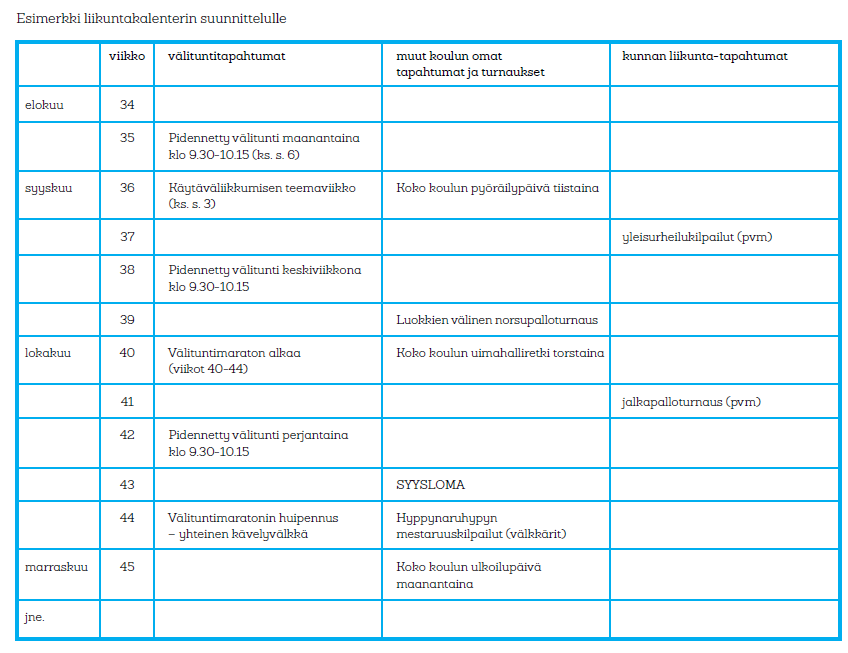 Esimerkki liikuntakalenterin suunnittelulle
viikko välituntitapahtumat muut koulun omat kunnan liikunta-tapahtumat
tapahtumat ja turnaukset
elokuu 34
35 Pidennetty välitunti maanantaina
klo 9.30-10.15 (ks. s. 6)
syyskuu 36 Käytäväliikkumisen teemaviikko Koko koulun pyöräilypäivä tiistaina
(ks. s. 3)
37 yleisurheilukilpailut (pvm)
38 Pidennetty välitunti keskiviikkona
klo 9.30-10.15
39 Luokkien välinen norsupalloturnaus
lokakuu 40 Välituntimaraton alkaa Koko koulun uimahalliretki torstaina
(viikot 40-44)
41 jalkapalloturnaus (pvm)
42 Pidennetty välitunti perjantaina
klo 9.30-10.15
43 SYYSLOMA
44 Välituntimaratonin huipennus Hyppynaruhypyn
– yhteinen kävelyvälkkä mestaruuskilpailut (välkkärit)
marraskuu 45 Koko koulun ulkoilupäivä
maanantaina
jne.